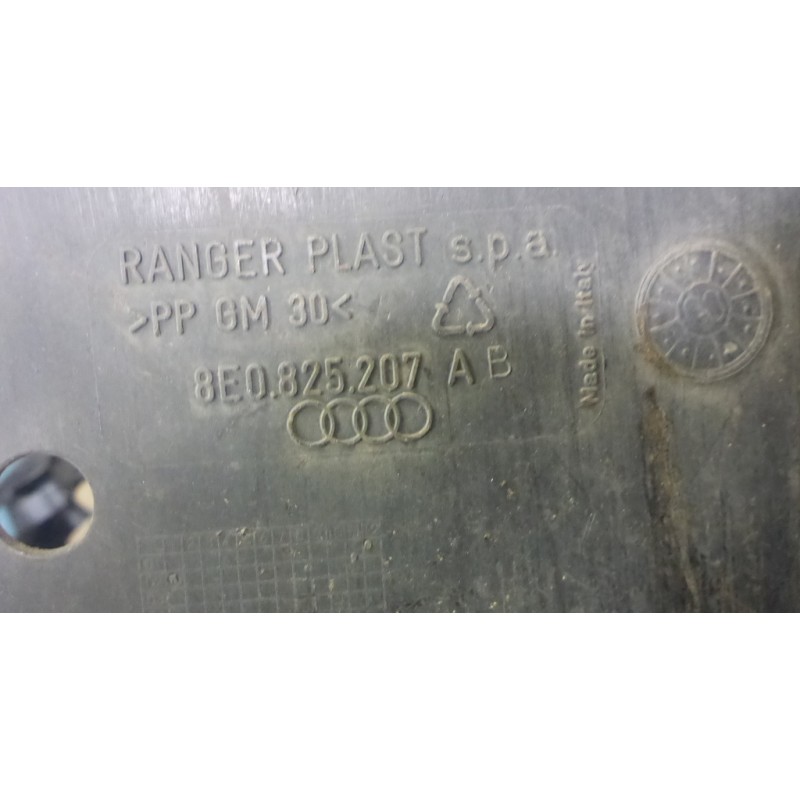 RANGER PLAST s.p.a.
>PP GM 30<
8E0.825.207 A B
Made in Italy